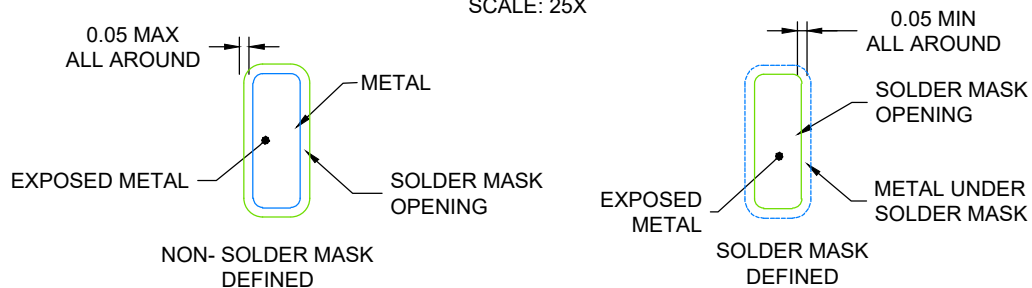 SCALE: 25X
0.05 MAX
ALL AROUND
METAL
EXPOSED METAL
SOLDER MASK
OPENING
NON- SOLDER MASK
DEFINED
0.05 MIN
ALL AROUND
SOLDER MASK
OPENING
EXPOSED
METAL
METAL UNDER
SOLDER MASK
SOLDER MASK
DEFINED